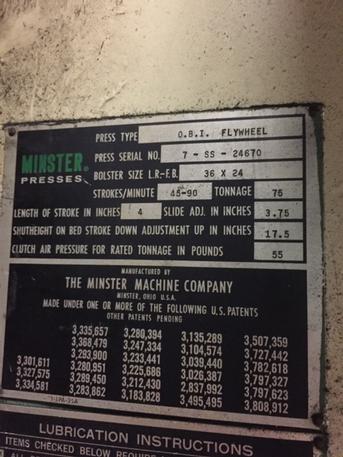 PRESS TYPE O.B.I. FLYWHEEL
MINSTER®
PRESSES
PRESS SERIAL NO. 7 - SS - 24670
BOLSTER SIZE L.R.-F.B. 36 X 24
STROKES/MINUTE 45-90 TONNAGE 75
LENGTH OF STROKE IN INCHES 4 SLIDE ADJ. IN INCHES 3.75
SHUTHEIGHT ON BED STROKE DOWN ADJUSTMENT UP IN INCHES 17.5
CLUTCH AIR PRESSURE FOR RATED TONNAGE IN POUNDS 55
MANUFACTURED BY
THE MINSTER MACHINE COMPANY
MINSTER, OHIO U.S.A.
MADE UNDER ONE OR MORE OF THE FOLLOWING U.S. PATENTS
OTHER PATENTS PENDING
3,335,657 3,280,394 3,135,289 3,507,359
3,368,479 3,247,334 3,104,574 3,727,442
3,293,900 3,233,441 3,039,440 3,782,618
3,301,611 3,280,951 3,225,686 3,026,387 3,797,327
3,327,575 3,289,450 3,212,430 2,837,992 3,797,623
3,334,581 3,283,862 3,183,828 3,495,495 3,808,912
LUBRICATION INSTRUCTIONS
ITEMS CHECKED BELOW REQUIRE